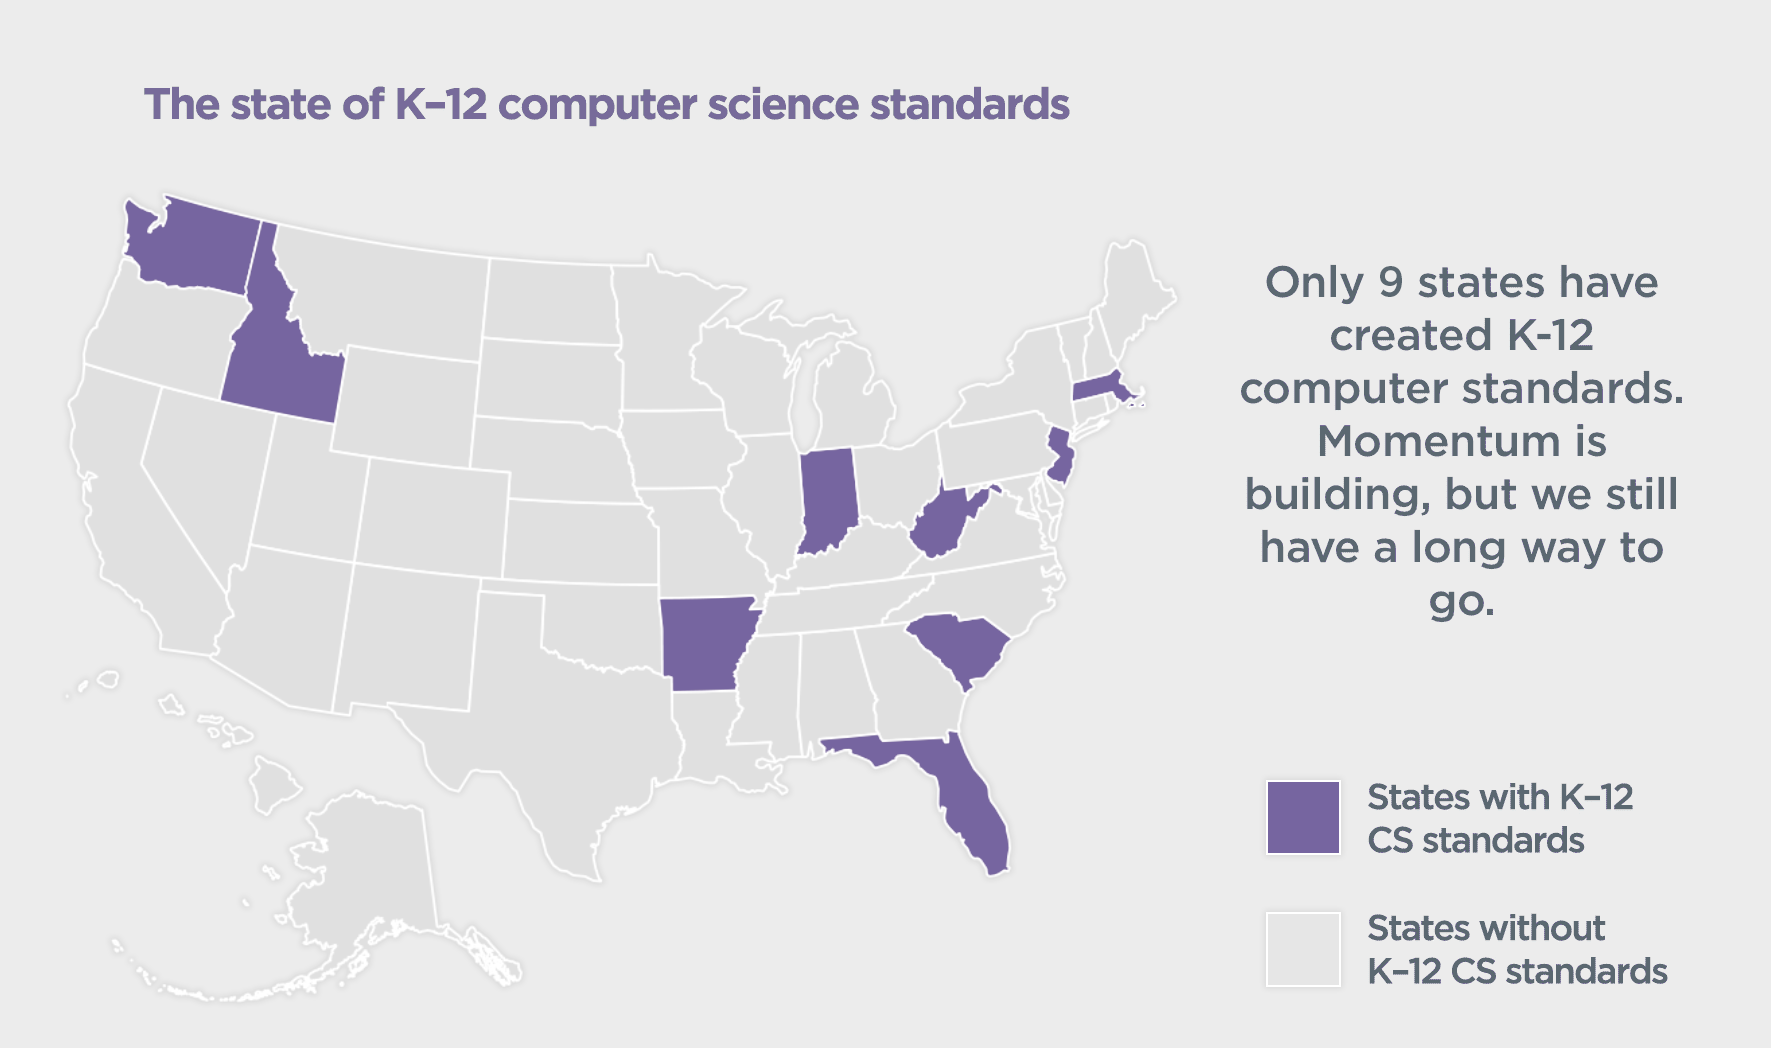 The state of K–12 computer science standards
Only 9 states have
created K-12
computer standards.
Momentum is
building, but we still
have a long way to
go.
States with K–12
CS standards
States without
K–12 CS standards